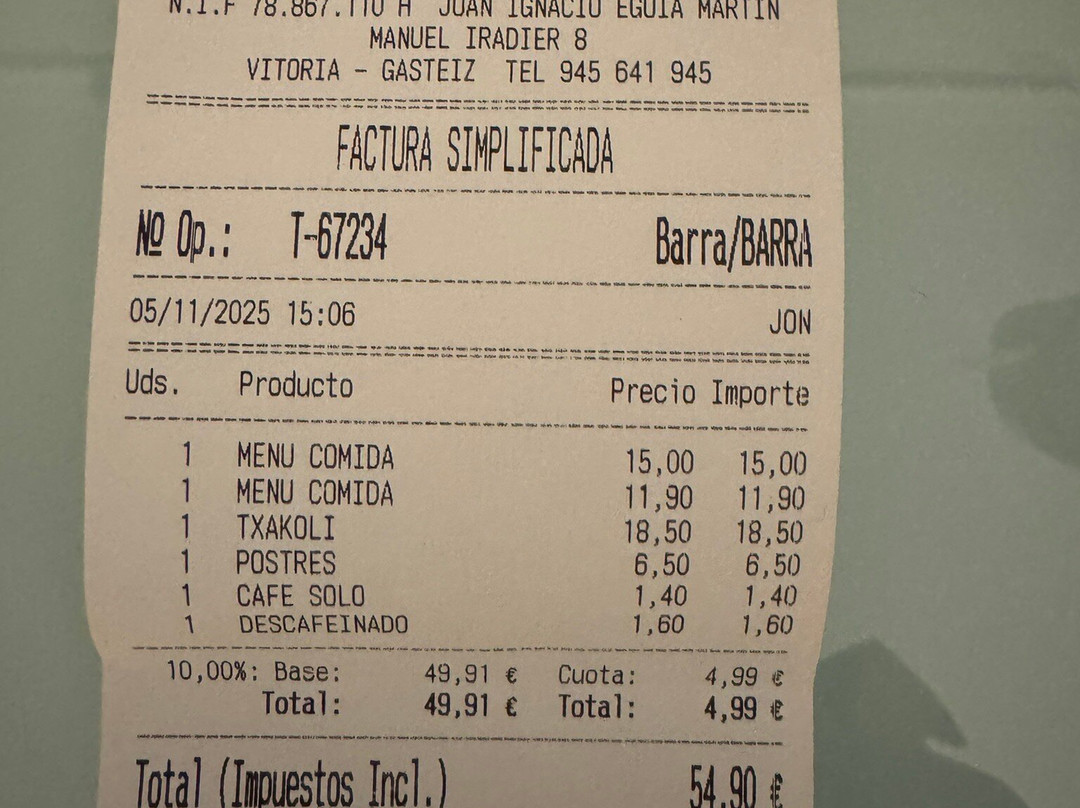 N.I.F 78.867.110 H JUAN IGNACIO EGUIA MARTIN
MANUEL IRADIER 8
VITORIA - GASTEIZ TEL 945 641 945
FACTURA SIMPLIFICADA
Nº Op.: T-67234 Barra/BARRA
05/11/2025 15:06 JON
Uds. Producto Precio Importe
1 MENU COMIDA 15,00 15,00
1 MENU COMIDA 11,90 11,90
1 TXAKOLI 18,50 18,50
1 POSTRES 6,50 6,50
1 CAFE SOLO 1,40 1,40
1 DESCAFEINADO 1,60 1,60
10,00%: Base: 49,91 € Cuota: 4,99 €
Total: 49,91 € Total: 4,99 €
Total (Impuestos Incl.) 54,90 €